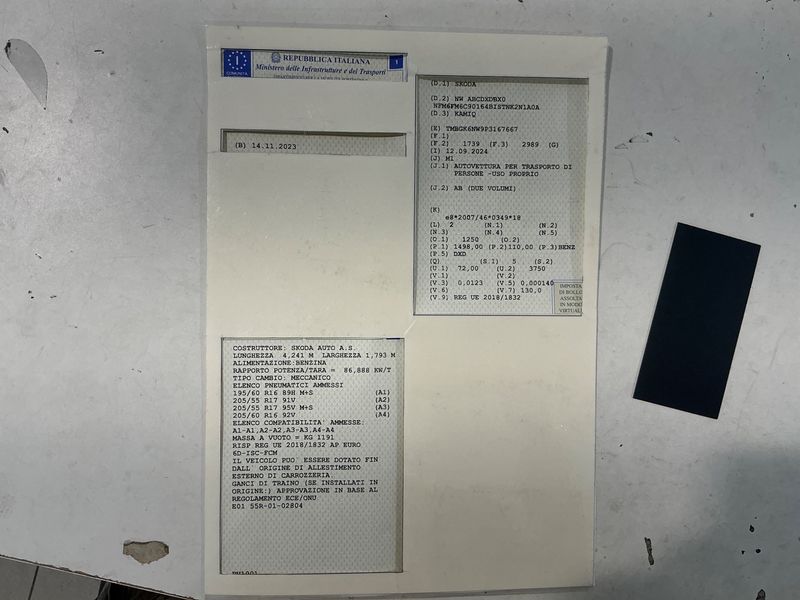 COMUNITÀ
I
REPUBBLICA ITALIANA
Ministero delle Infrastrutture e dei Trasporti
1
(B) 14.11.2023
(D.1) SKODA
(D.2) NW ABCDXDBX0
NFM6FM6C90164BISTNK2N1A0A
(D.3) KAMIQ
(E) TMBGK6NW9P3167667
(F.1)
(F.2) 1739 (F.3) 2989 (G)
(I) 12.09.2024
(J) M1
(J.1) AUTOVETTURA PER TRASPORTO DI
PERSONE -USO PROPRIO
(J.2) AB (DUE VOLUMI)
(K)
e8*2007/46*0349*18
(L) 2 (N.1) (N.2)
(N.3) (N.4) (N.5)
(O.1) 1250 (O.2)
(P.1) 1498,00 (P.2)110,00 (P.3)BENZ
(P.5) DXD
(Q) (S.1) 5 (S.2)
(U.1) 72,00 (U.2) 3750
(V.1) (V.2)
(V.3) 0,0123 (V.5) 0,000140
(V.6) (V.7) 130,0
(V.9) REG UE 2018/1832
IMPOSTA
DI BOLLO
ASSOLTA
IN MODO
VIRTUAL
COSTRUTTORE: SKODA AUTO A.S.
LUNGHEZZA 4,241 M LARGHEZZA 1,793 M
ALIMENTAZIONE:BENZINA
RAPPORTO POTENZA/TARA = 86,888 KW/T
TIPO CAMBIO: MECCANICO
ELENCO PNEUMATICI AMMESSI
195/60 R16 89H M+S (A1)
205/55 R17 91V (A2)
205/55 R17 95V M+S (A3)
205/60 R16 92V (A4)
ELENCO COMPATIBILITA' AMMESSE:
A1-A1,A2-A2,A3-A3,A4-A4
MASSA A VUOTO = KG 1191
RISP REG UE 2018/1832 AP EURO
6D-ISC-FCM
IL VEICOLO PUO' ESSERE DOTATO FIN
DALL' ORIGINE DI ALLESTIMENTO
ESTERNO DI CARROZZERIA.
GANCI DI TRAINO (SE INSTALLATI IN
ORIGINE:) APPROVAZIONE IN BASE AL
REGOLAMENTO ECE/ONU
E01 55R-01-02804